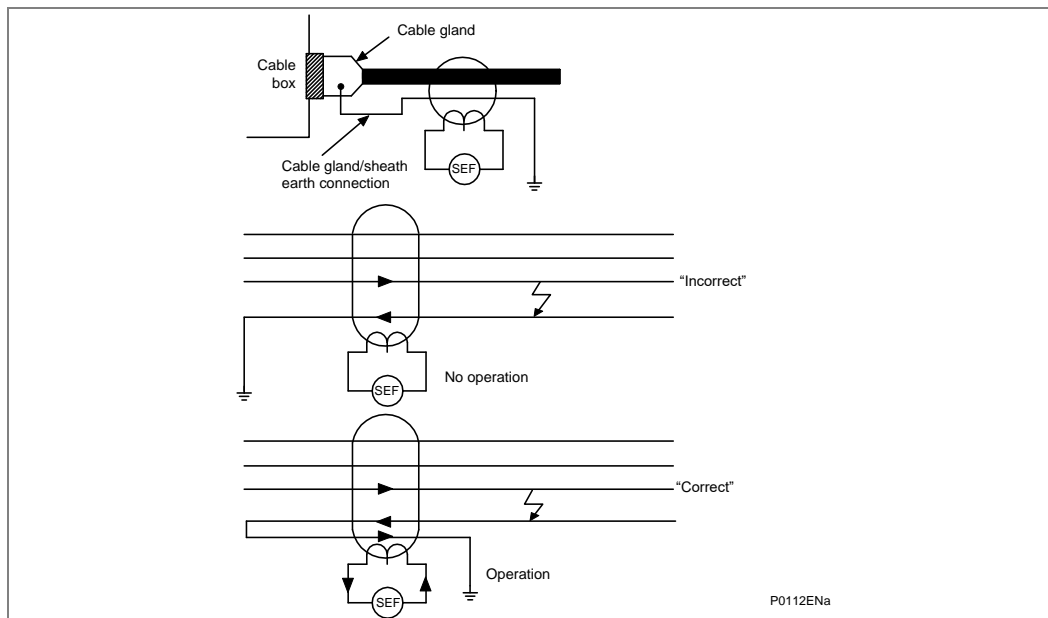 Cable gland
Cable
box
Cable gland/sheath
earth connection
SEF
“Incorrect”
No operation
SEF
“Correct”
Operation
SEF
P0112ENa